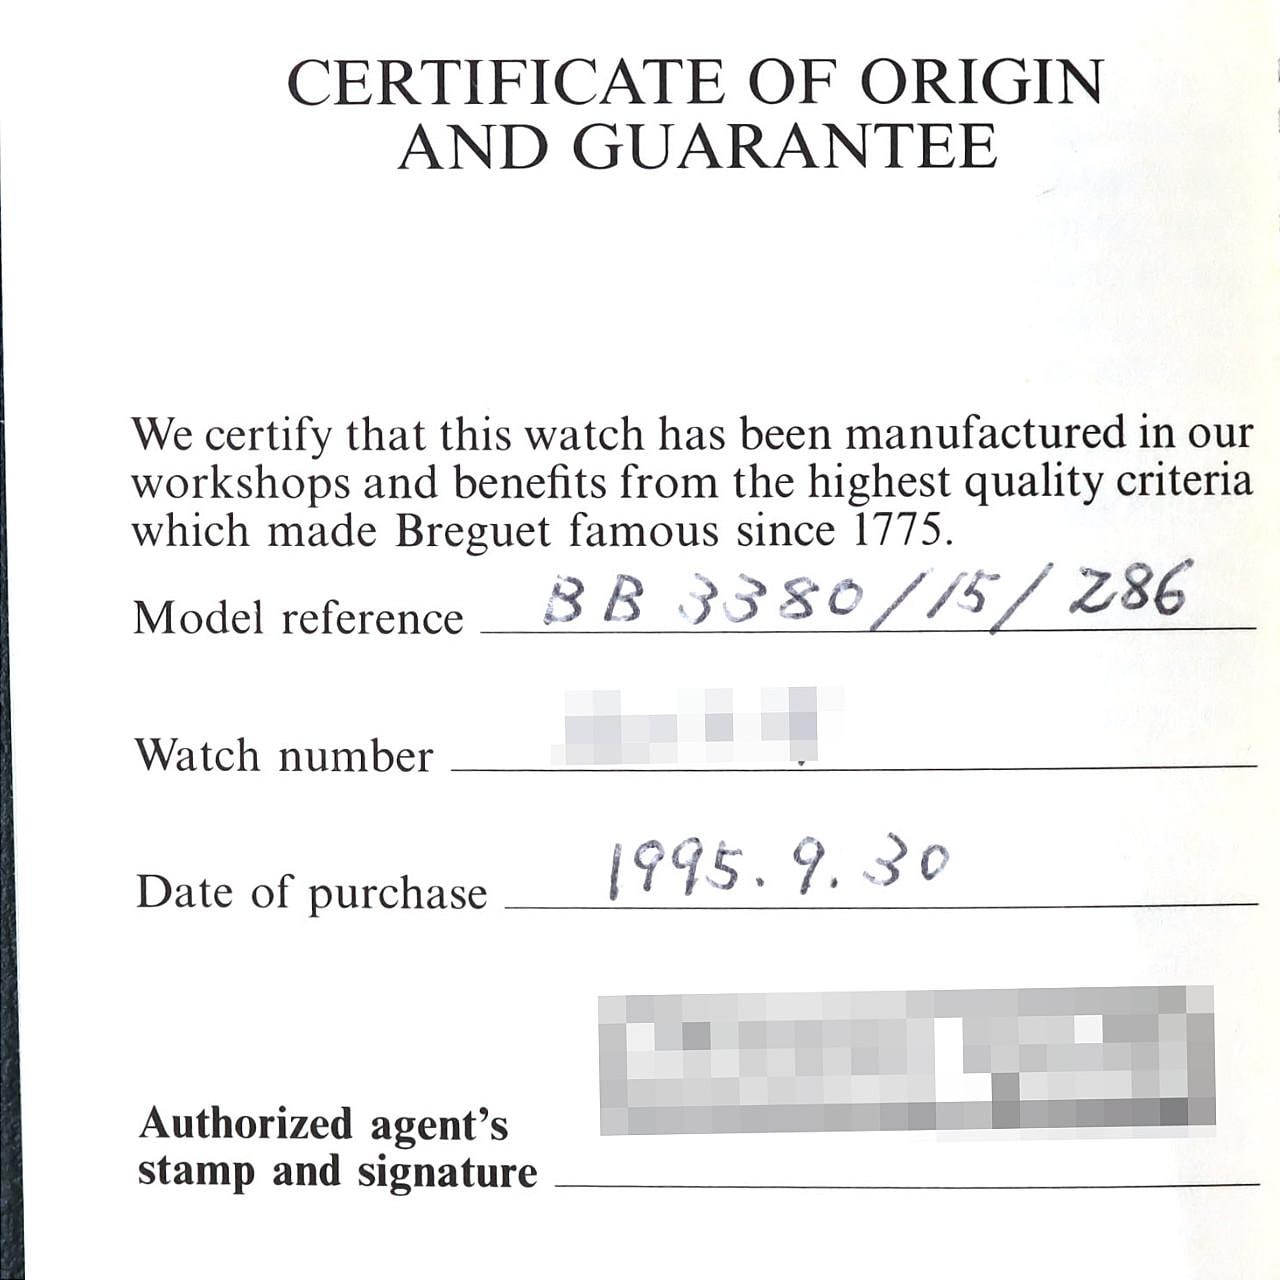 CERTIFICATE OF ORIGIN
AND GUARANTEE
We certify that this watch has been manufactured in our
workshops and benefits from the highest quality criteria
which made Breguet famous since 1775.
Model reference BB 3380/15/286
Watch number
Date of purchase 1995.9.30
Authorized agent's
stamp and signature